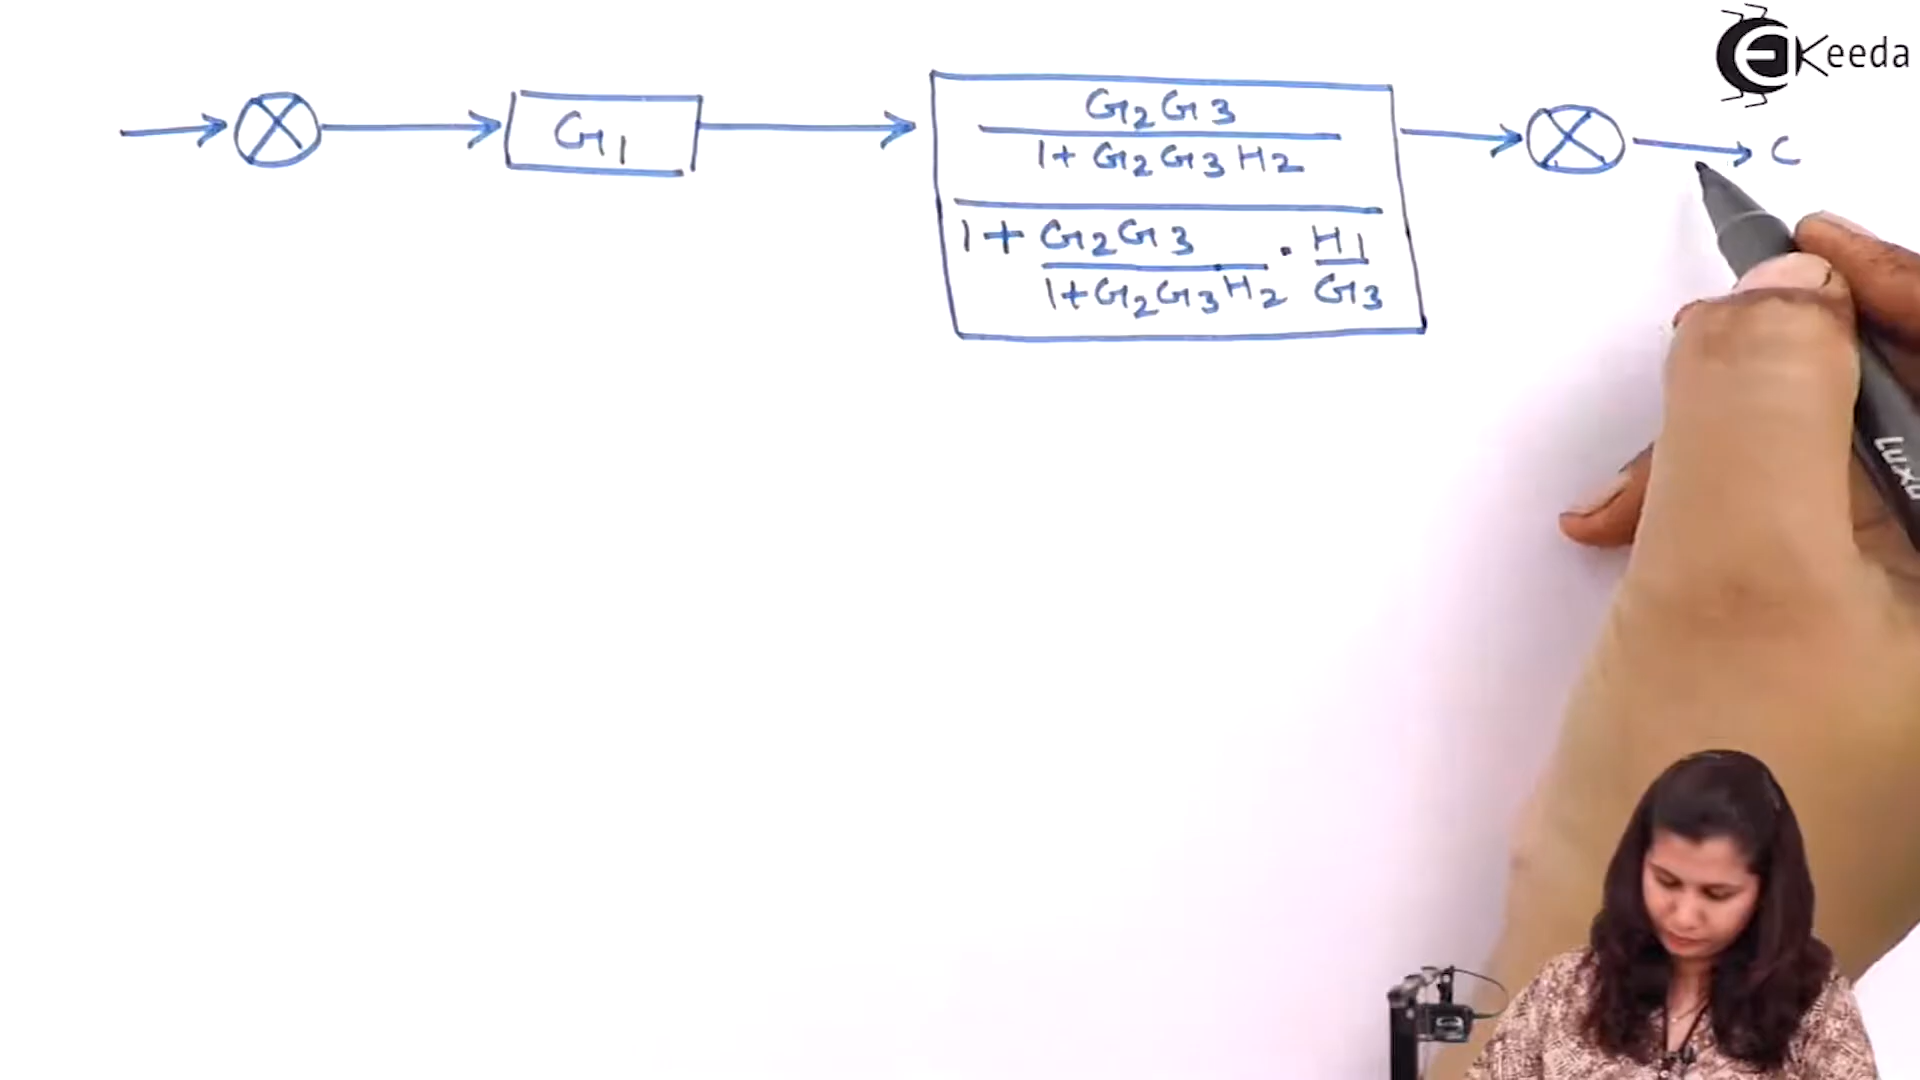 EKeeda
G1
G2G3
1+ G2G3H2
1+ G2G3 . H1
1+G2G3H2 G3
C
LUXO